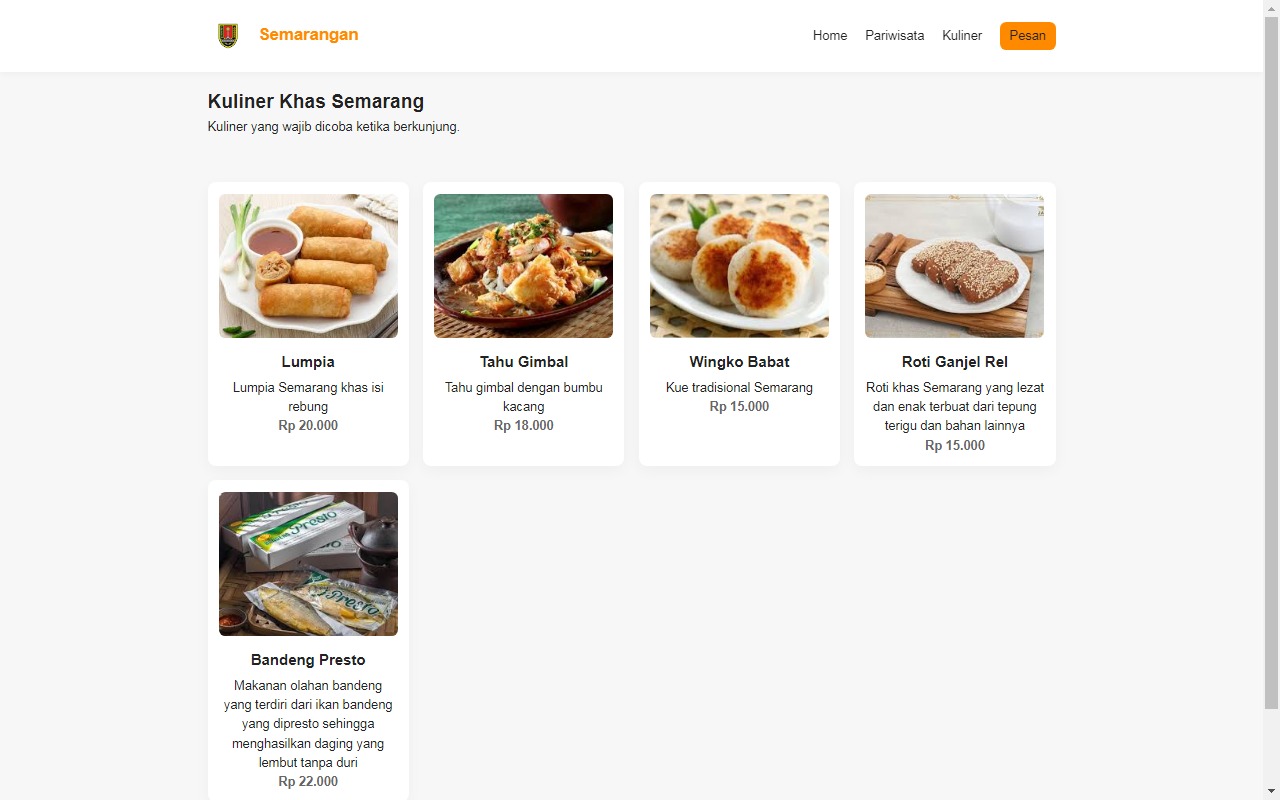 Semarangan
Home
Pariwisata
Kuliner
Pesan
Kuliner Khas Semarang
Kuliner yang wajib dicoba ketika berkunjung.
Lumpia
Lumpia Semarang khas isi
rebung
Rp 20.000
Tahu Gimbal
Tahu gimbal dengan bumbu
kacang
Rp 18.000
Wingko Babat
Kue tradisional Semarang
Rp 15.000
Roti Ganjel Rel
Roti khas Semarang yang lezat
dan enak terbuat dari tepung
terigu dan bahan lainnya
Rp 15.000
Presto
Presto
Bandeng Presto
Makanan olahan bandeng
yang terdiri dari ikan bandeng
yang dipresto sehingga
menghasilkan daging yang
lembut tanpa duri
Rp 22.000